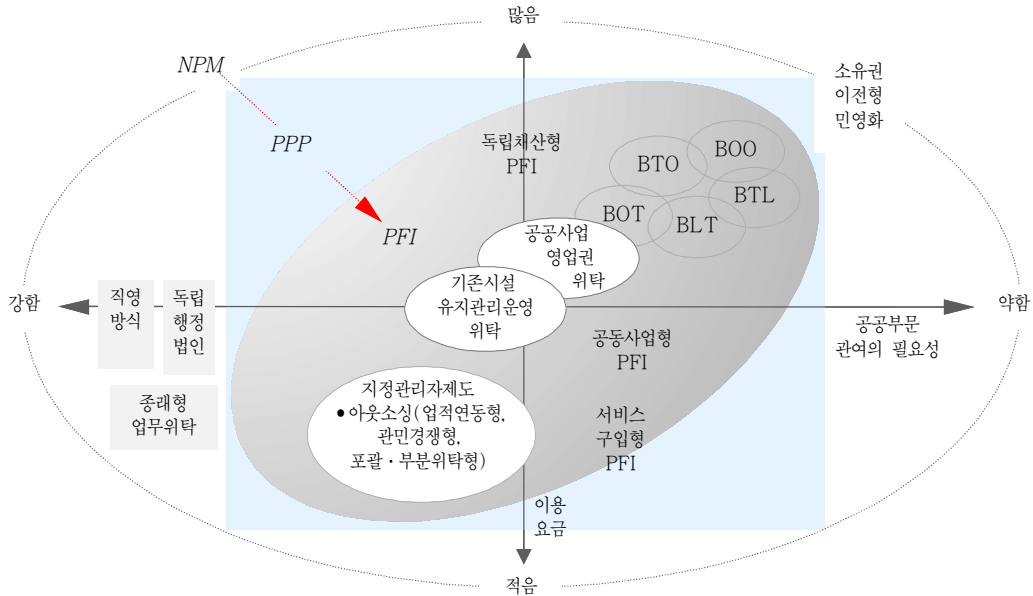 많음
NPM
소유권
이전형
민영화
PPP
독립채산형
PFI
BTO
BOO
BTL
BOT
BLT
PFI
공공사업
영업권
위탁
기존시설
유지관리운영
위탁
강함
직영
방식
독립
행정
법인
약함
공공부문
관여의 필요성
공동사업형
PFI
종래형
업무위탁
지정관리자제도
• 아웃소싱(업적연동형,
관민경쟁형,
포괄・부분위탁형)
서비스
구입형
PFI
이용
요금
적음